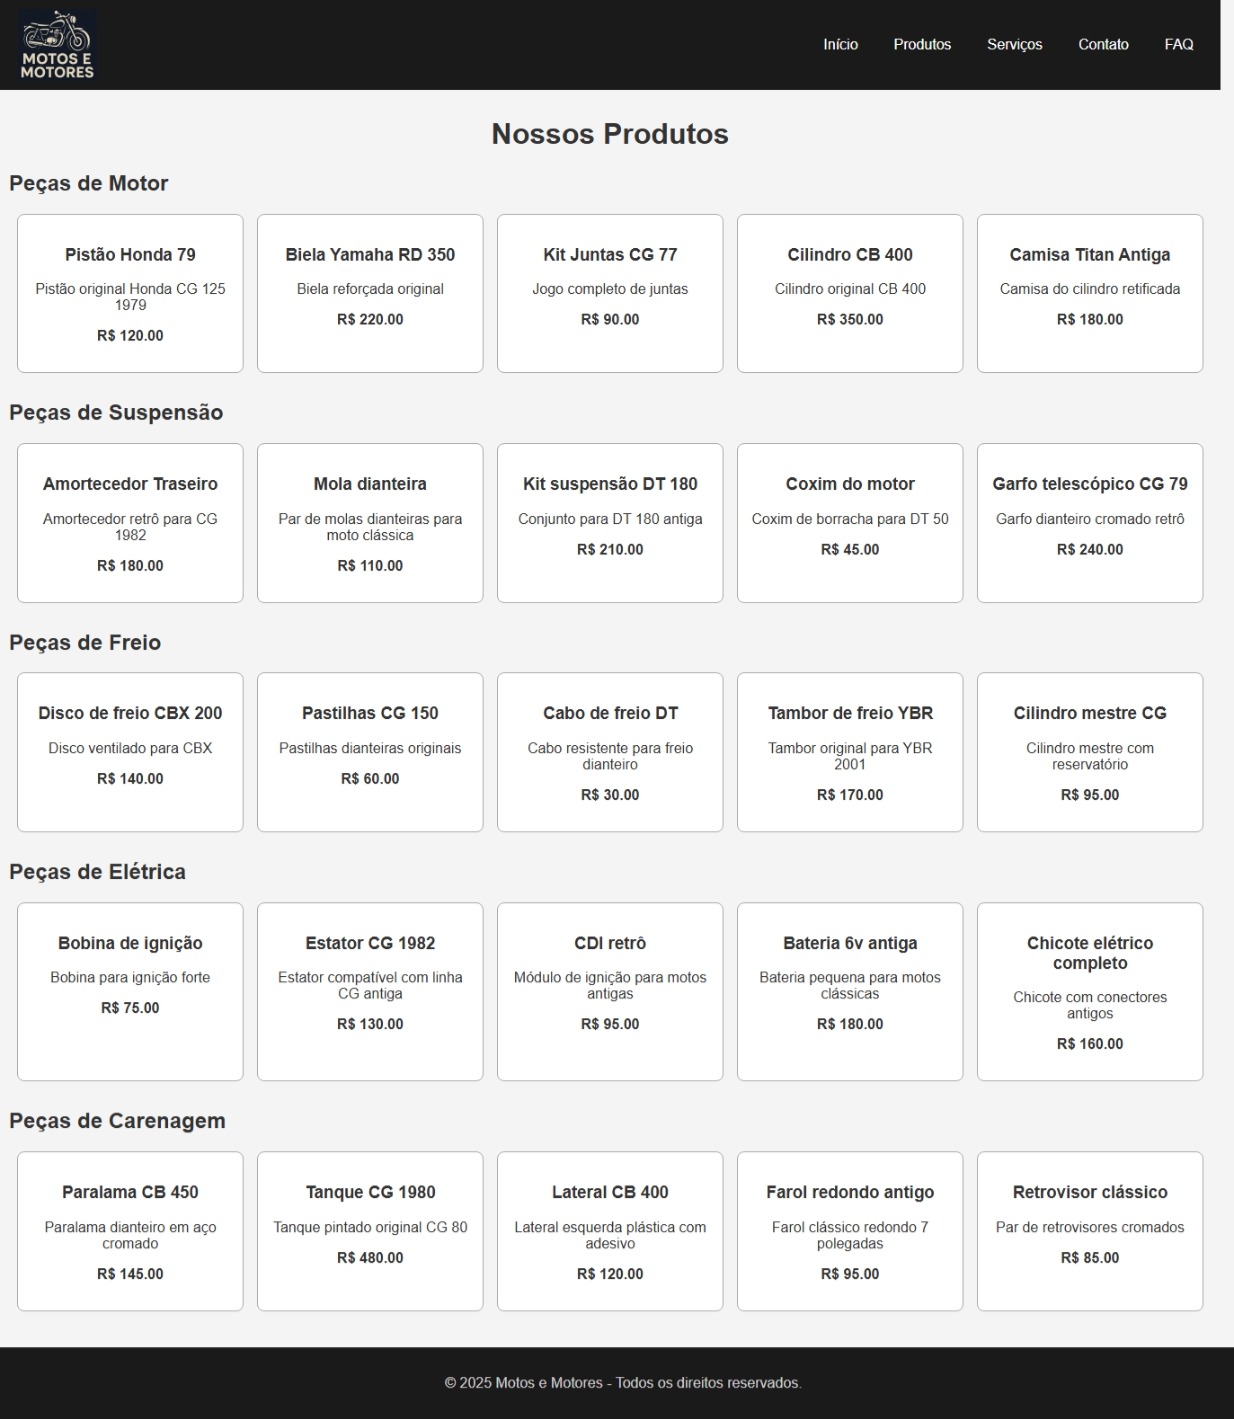 MOTOS E
MOTORES
Início Produtos Serviços Contato FAQ
Nossos Produtos
Peças de Motor
Pistão Honda 79
Pistão original Honda CG 125
1979
R$ 120.00
Biela Yamaha RD 350
Biela reforçada original
R$ 220.00
Kit Juntas CG 77
Jogo completo de juntas
R$ 90.00
Cilindro CB 400
Cilindro original CB 400
R$ 350.00
Camisa Titan Antiga
Camisa do cilindro retificada
R$ 180.00
Peças de Suspensão
Amortecedor Traseiro
Amortecedor retrô para CG
1982
R$ 180.00
Mola dianteira
Par de molas dianteiras para
moto clássica
R$ 110.00
Kit suspensão DT 180
Conjunto para DT 180 antiga
R$ 210.00
Coxim do motor
Coxim de borracha para DT 50
R$ 45.00
Garfo telescópico CG 79
Garfo dianteiro cromado retrô
R$ 240.00
Peças de Freio
Disco de freio CBX 200
Disco ventilado para CBX
R$ 140.00
Pastilhas CG 150
Pastilhas dianteiras originais
R$ 60.00
Cabo de freio DT
Cabo resistente para freio
dianteiro
R$ 30.00
Tambor de freio YBR
Tambor original para YBR
2001
R$ 170.00
Cilindro mestre CG
Cilindro mestre com
reservatório
R$ 95.00
Peças de Elétrica
Bobina de ignição
Bobina para ignição forte
R$ 75.00
Estator CG 1982
Estator compatível com linha
CG antiga
R$ 130.00
CDI retrô
Módulo de ignição para motos
antigas
R$ 95.00
Bateria 6v antiga
Bateria pequena para motos
clássicas
R$ 180.00
Chicote elétrico
completo
Chicote com conectores
antigos
R$ 160.00
Peças de Carenagem
Paralama CB 450
Paralama dianteiro em aço
cromado
R$ 145.00
Tanque CG 1980
Tanque pintado original CG 80
R$ 480.00
Lateral CB 400
Lateral esquerda plástica com
adesivo
R$ 120.00
Farol redondo antigo
Farol clássico redondo 7
polegadas
R$ 95.00
Retrovisor clássico
Par de retrovisores cromados
R$ 85.00
© 2025 Motos e Motores - Todos os direitos reservados.